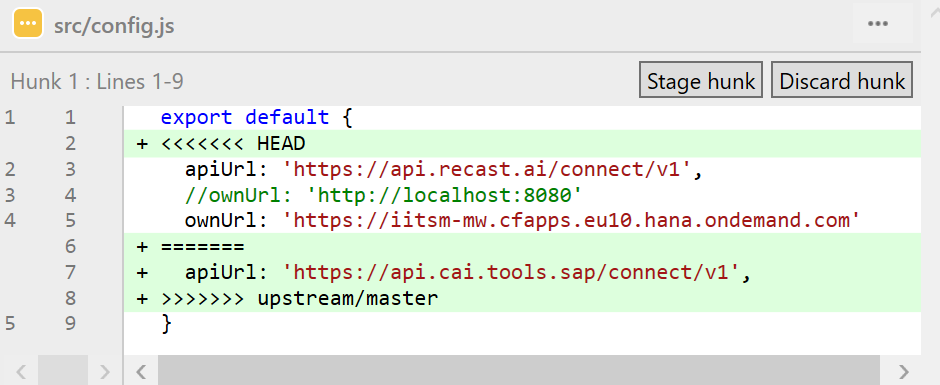 src/config.js
Hunk 1 : Lines 1-9 Stage hunk Discard hunk
1 1 export default {
2 + <<<<<<< HEAD
2 3 apiUrl: 'https://api.recast.ai/connect/v1',
3 4 //ownUrl: 'http://localhost:8080'
4 5 ownUrl: 'https://iitsm-mw.cfapps.eu10.hana.ondemand.com'
6 + =======
7 + apiUrl: 'https://api.cai.tools.sap/connect/v1',
8 + >>>>>>> upstream/master
5 9 }